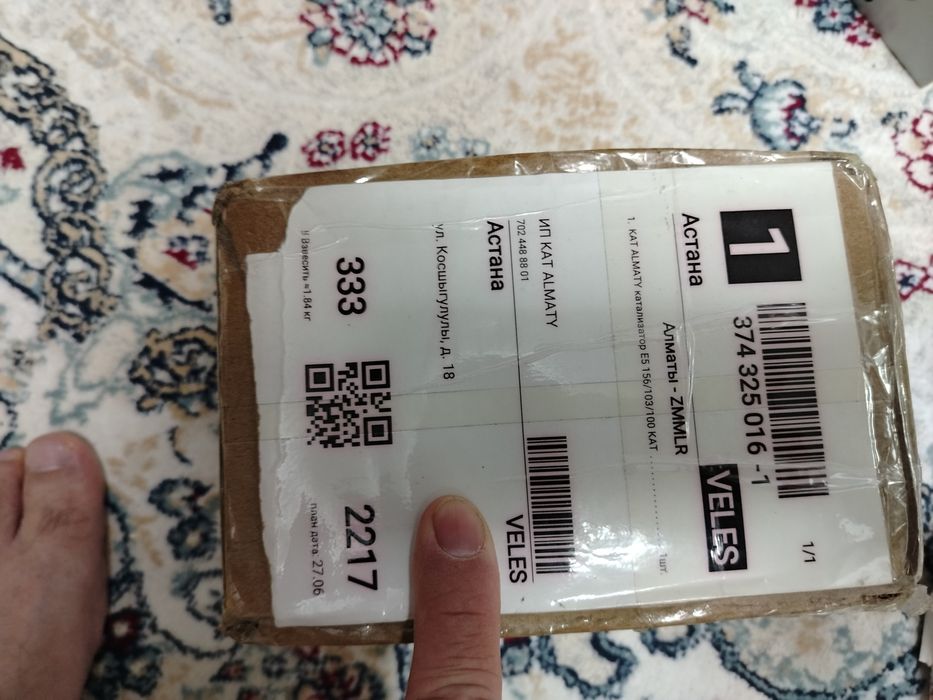 1
374 325 016 -1
1/1
Астана
VELES
Алматы - ZMMLR
1. KAT ALMATY катализатор E5 156/103/100 KAT .................. 1шт.
ИП KAT ALMATY
702 448 88 01
Астана
VELES
ул. Косшыгулулы, д. 18
333
2217
!! Взвесить ≈1.84 кг
план дата: 27.06